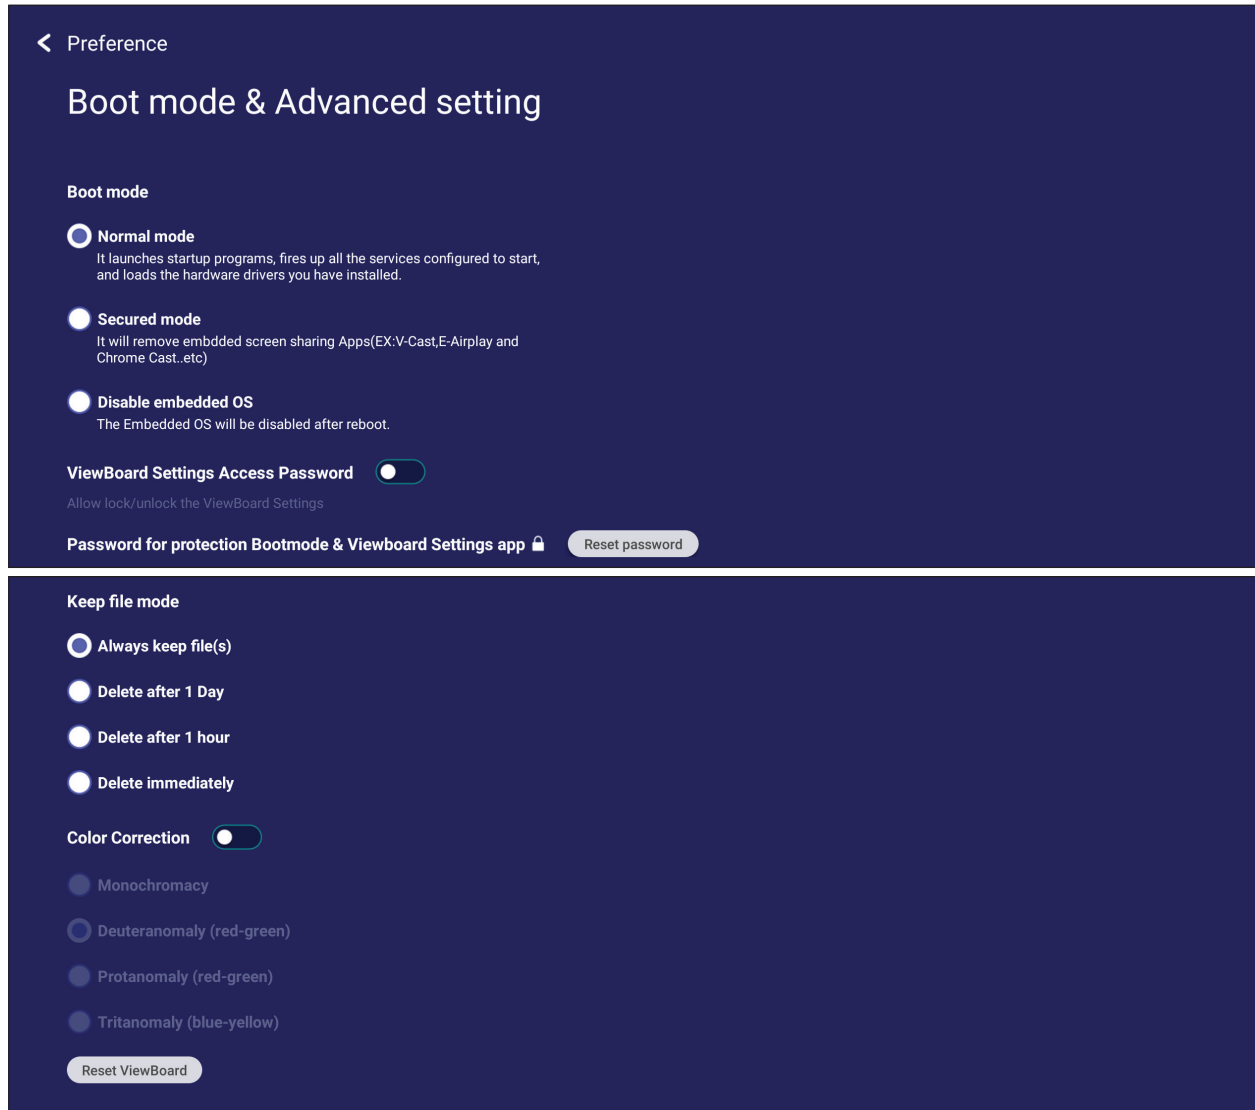 Preference
Boot mode & Advanced setting
Boot mode
Normal mode
It launches startup programs, fires up all the services configured to start,
and loads the hardware drivers you have installed.
Secured mode
It will remove embdded screen sharing Apps(EX:V-Cast,E-Airplay and
Chrome Cast..etc)
Disable embedded OS
The Embedded OS will be disabled after reboot.
ViewBoard Settings Access Password
Allow lock/unlock the ViewBoard Settings
Password for protection Bootmode & Viewboard Settings app Reset password
Keep file mode
Always keep file(s)
Delete after 1 Day
Delete after 1 hour
Delete immediately
Color Correction
Monochromacy
Deuteranomaly (red-green)
Protanomaly (red-green)
Tritanomaly (blue-yellow)
Reset ViewBoard